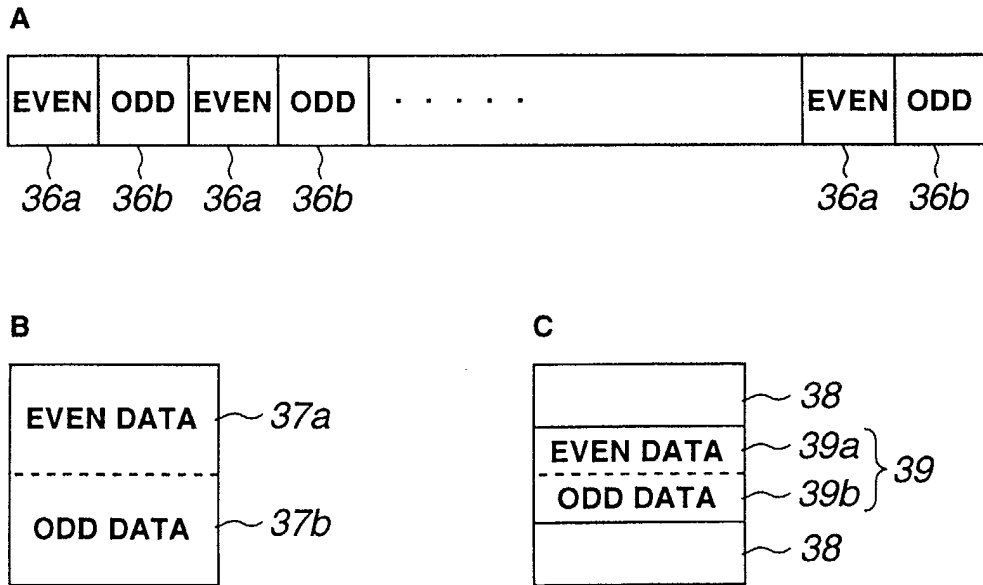 A
EVEN ODD EVEN ODD · · · · · EVEN ODD
36a 36b 36a 36b 36a 36b
B
EVEN DATA 37a
ODD DATA 37b
C
38
EVEN DATA 39a
39
ODD DATA 39b
38